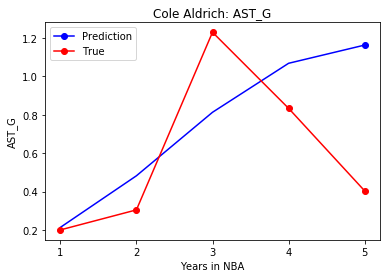 Cole Aldrich: AST_G
Prediction
True
AST_G
1.2
1.0
0.8
0.6
0.4
0.2
1 2 3 4 5
Years in NBA